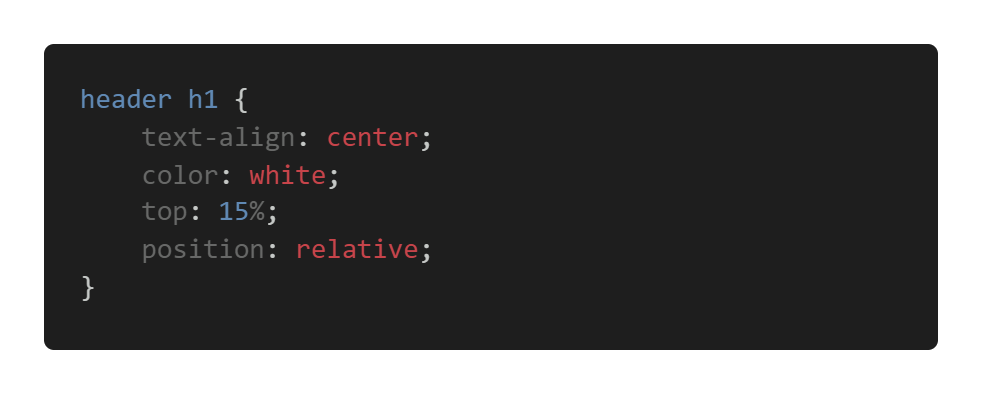 header h1 {
    text-align: center;
    color: white;
    top: 15%;
    position: relative;
}